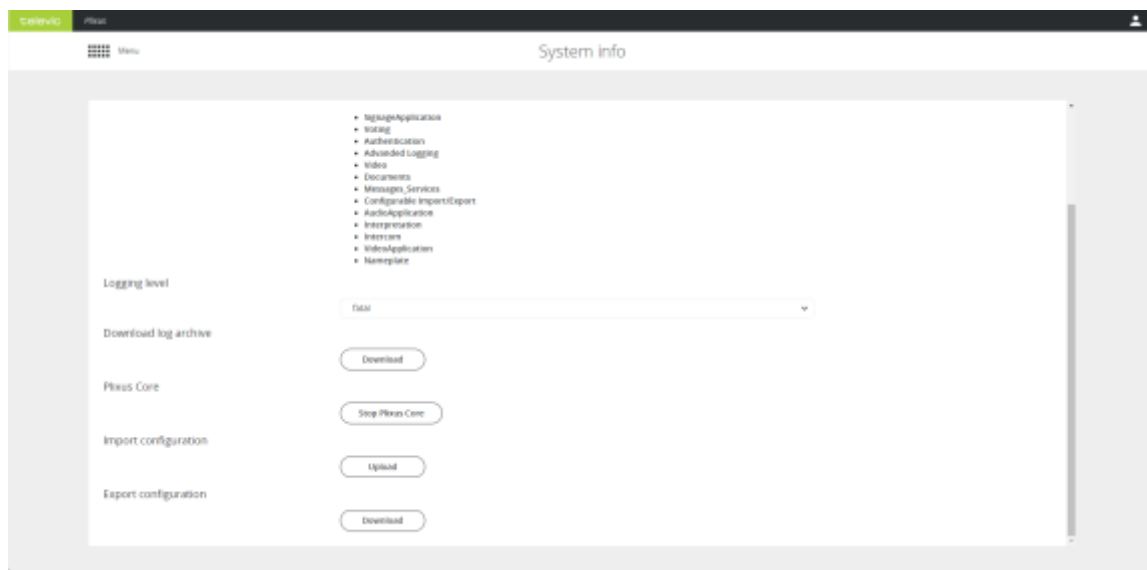 televic Plixus
Menu
System info
SignageApplication
Voting
Authentication
Advanded Logging
Video
Documents
Messages_Services
Configurable Import/Export
AudioApplication
Interpretation
Intercom
VideoApplication
Nameplate
Logging level
Total
Download log archive
Download
Plixus Core
Stop Plixus Core
Import configuration
Upload
Export configuration
Download